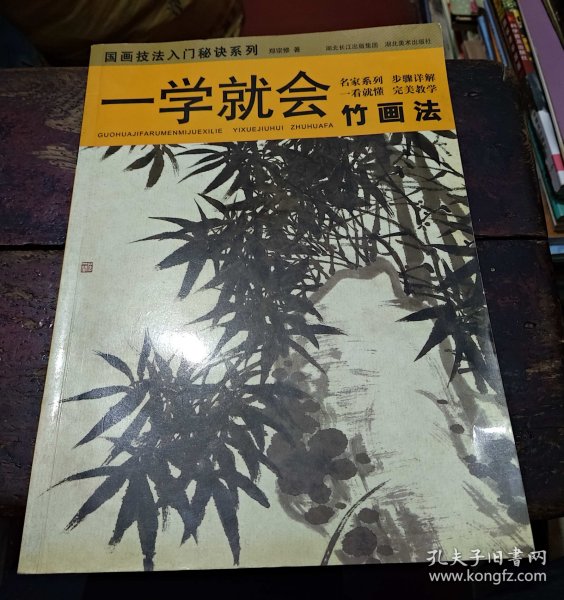 国画技法入门秘诀系列 郑宗修 著 湖北长江出版集团 湖北美术出版社
一学就会
名家系列 步骤详解
一看就懂 完美教学
竹画法
GUOHUAJIFARUMENMIJUEXILIE YIXUEJIUHUI ZHUHUAFA
孔夫子旧书网
www.kongfz.com